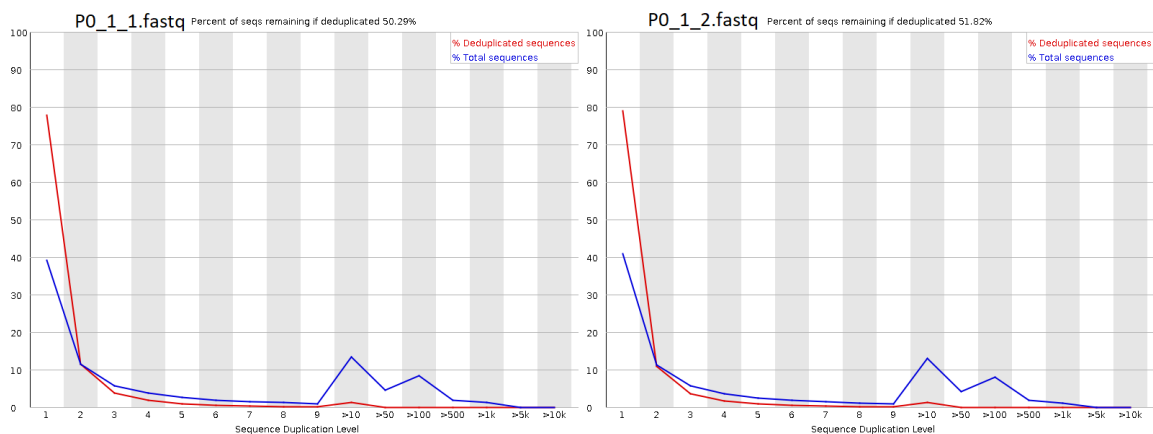 P0_1_1.fastq Percent of seqs remaining if deduplicated 50.29%
% Deduplicated sequences
% Total sequences
100
90
80
70
60
50
40
30
20
10
0
1 2 3 4 5 6 7 8 9 >10 >50 >100 >500 >1k >5k >10k
Sequence Duplication Level
P0_1_2.fastq Percent of seqs remaining if deduplicated 51.82%
% Deduplicated sequences
% Total sequences
100
90
80
70
60
50
40
30
20
10
0
1 2 3 4 5 6 7 8 9 >10 >50 >100 >500 >1k >5k >10k
Sequence Duplication Level